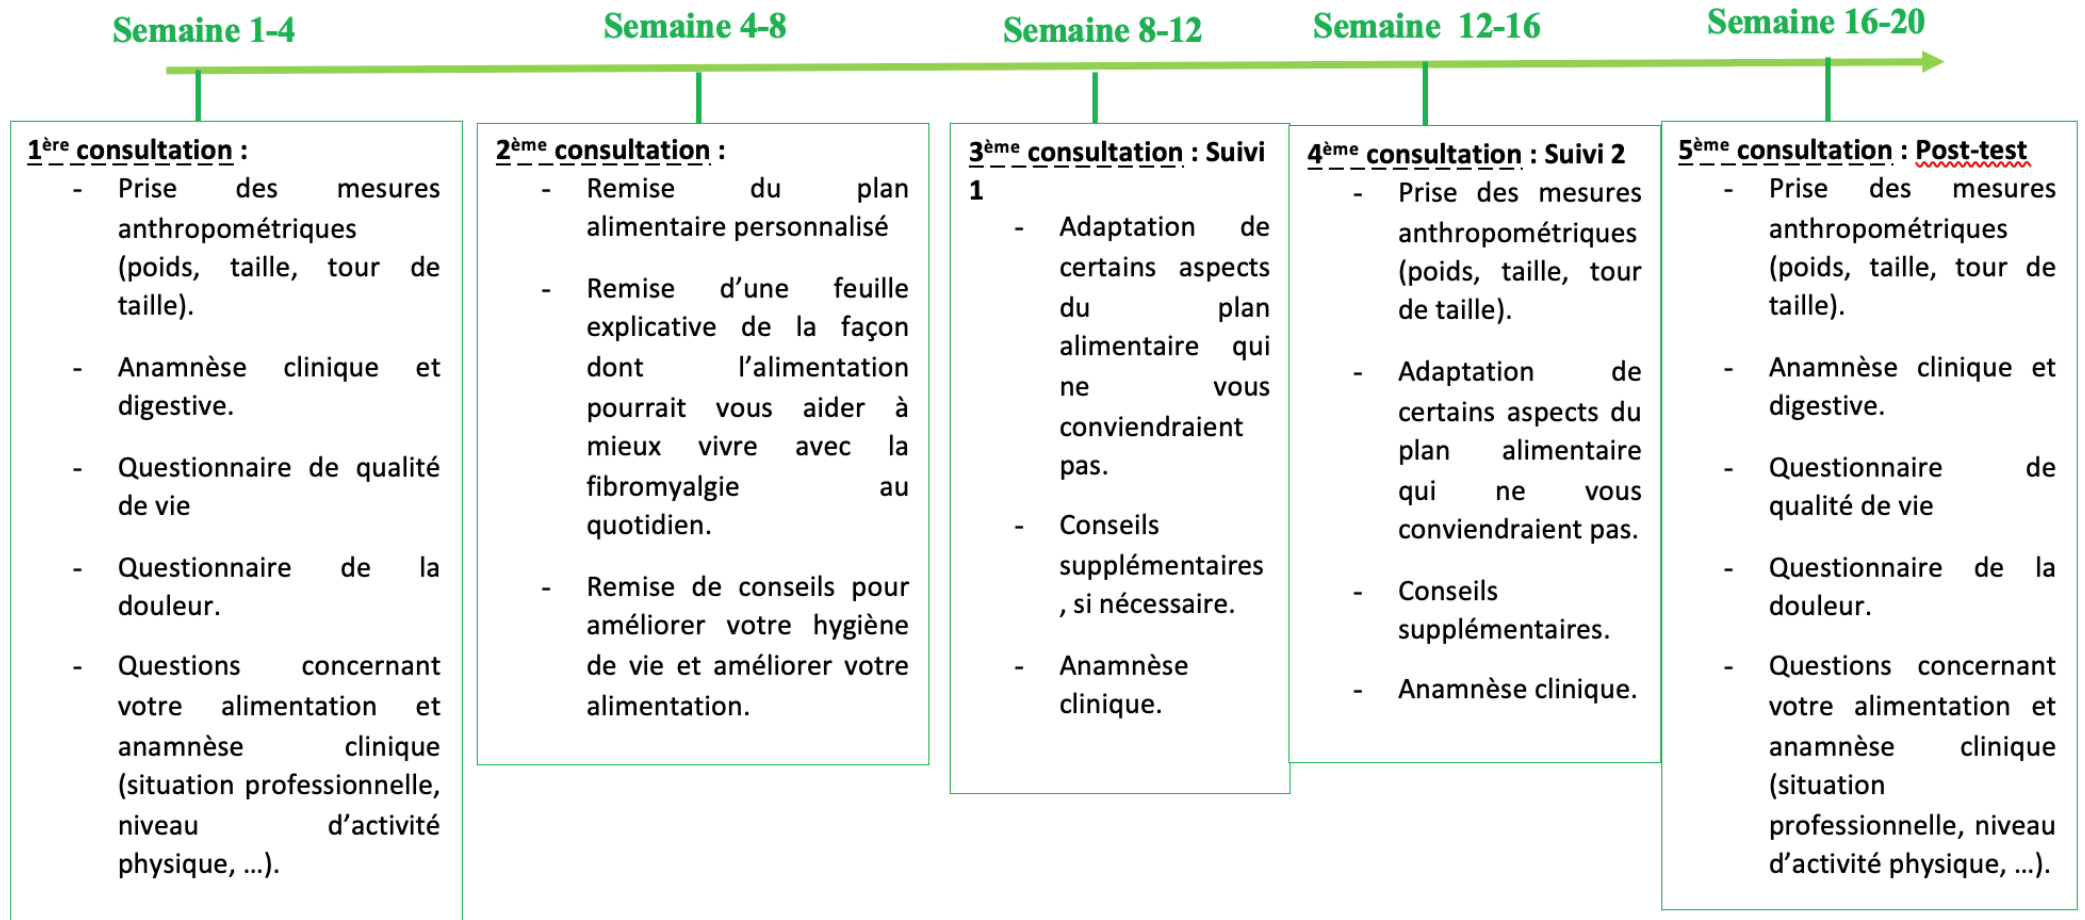 Semaine 1-4
Semaine 4-8
Semaine 8-12
Semaine 12-16
Semaine 16-20
1ère consultation :
- Prise des mesures
anthropométriques
(poids, taille, tour de
taille).
- Anamnèse clinique et
digestive.
- Questionnaire de qualité
de vie
- Questionnaire de la
douleur.
- Questions concernant
votre alimentation et
anamnèse clinique
(situation professionnelle,
niveau d’activité
physique, …).
2ème consultation :
- Remise du plan
alimentaire personnalisé
- Remise d’une feuille
explicative de la façon
dont l’alimentation
pourrait vous aider à
mieux vivre avec la
fibromyalgie au
quotidien.
- Remise de conseils pour
améliorer votre hygiène
de vie et améliorer votre
alimentation.
3ème consultation : Suivi
1
- Adaptation de
certains aspects
du plan
alimentaire qui
ne vous
conviendraient
pas.
- Conseils
supplémentaires
, si nécessaire.
- Anamnèse
clinique.
4ème consultation : Suivi 2
- Prise des mesures
anthropométriques
(poids, taille, tour
de taille).
- Adaptation de
certains aspects du
plan alimentaire
qui ne vous
conviendraient pas.
- Conseils
supplémentaires.
- Anamnèse clinique.
5ème consultation : Post-test
- Prise des mesures
anthropométriques
(poids, taille, tour de
taille).
- Anamnèse clinique et
digestive.
- Questionnaire de
qualité de vie
- Questionnaire de la
douleur.
- Questions concernant
votre alimentation et
anamnèse clinique
(situation
professionnelle, niveau
d’activité physique, …).